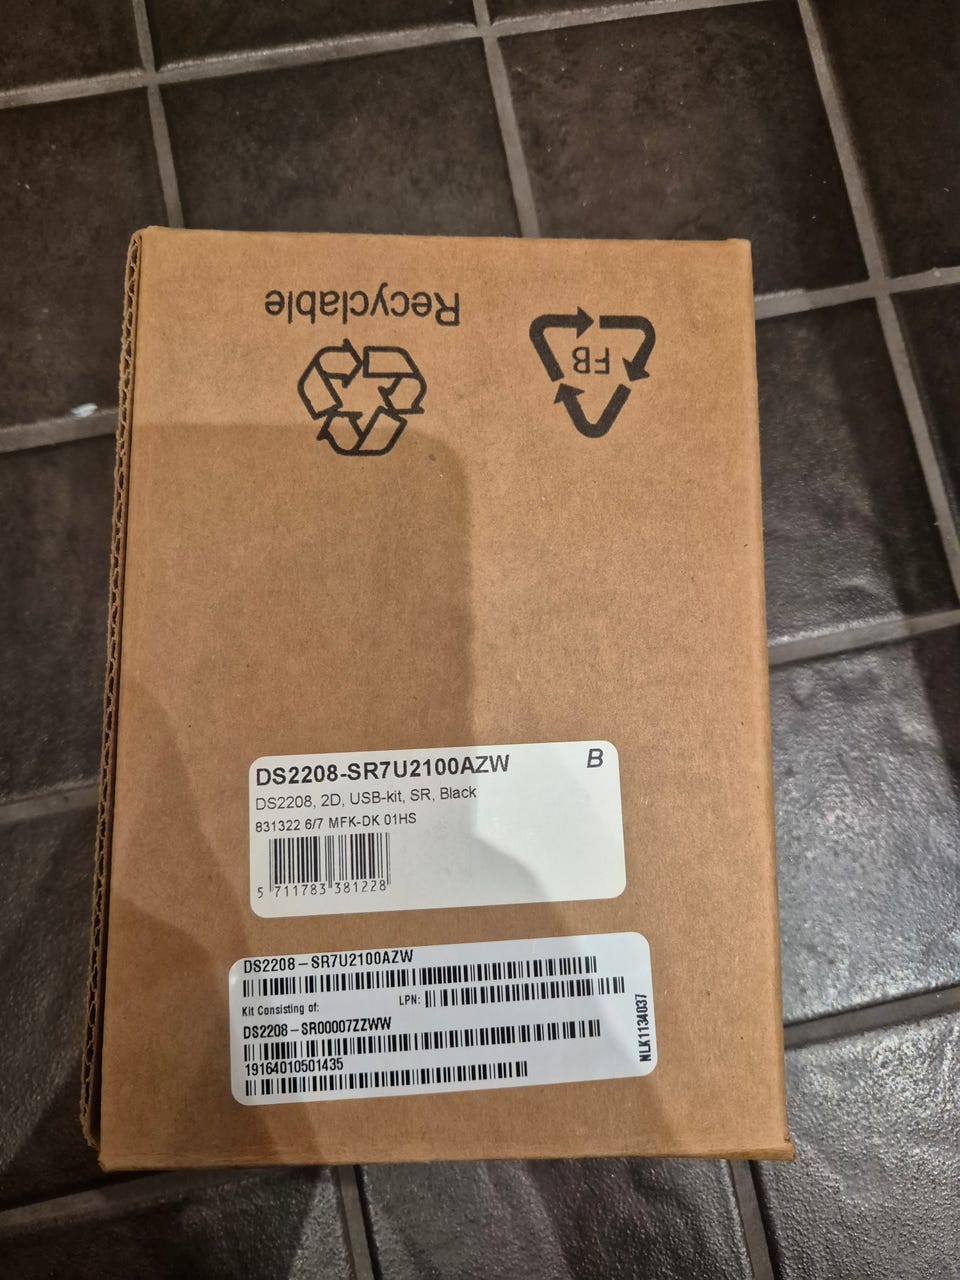 Recyclable
FB
DS2208-SR7U2100AZW B
DS2208, 2D, USB-kit, SR, Black
831322 6/7 MFK-DK 01HS
5 711783 381228
DS2208-SR7U2100AZW
Kit Consisting of: LPN:
DS2208-SR00007ZZWW
19164010501435
NLK1134037